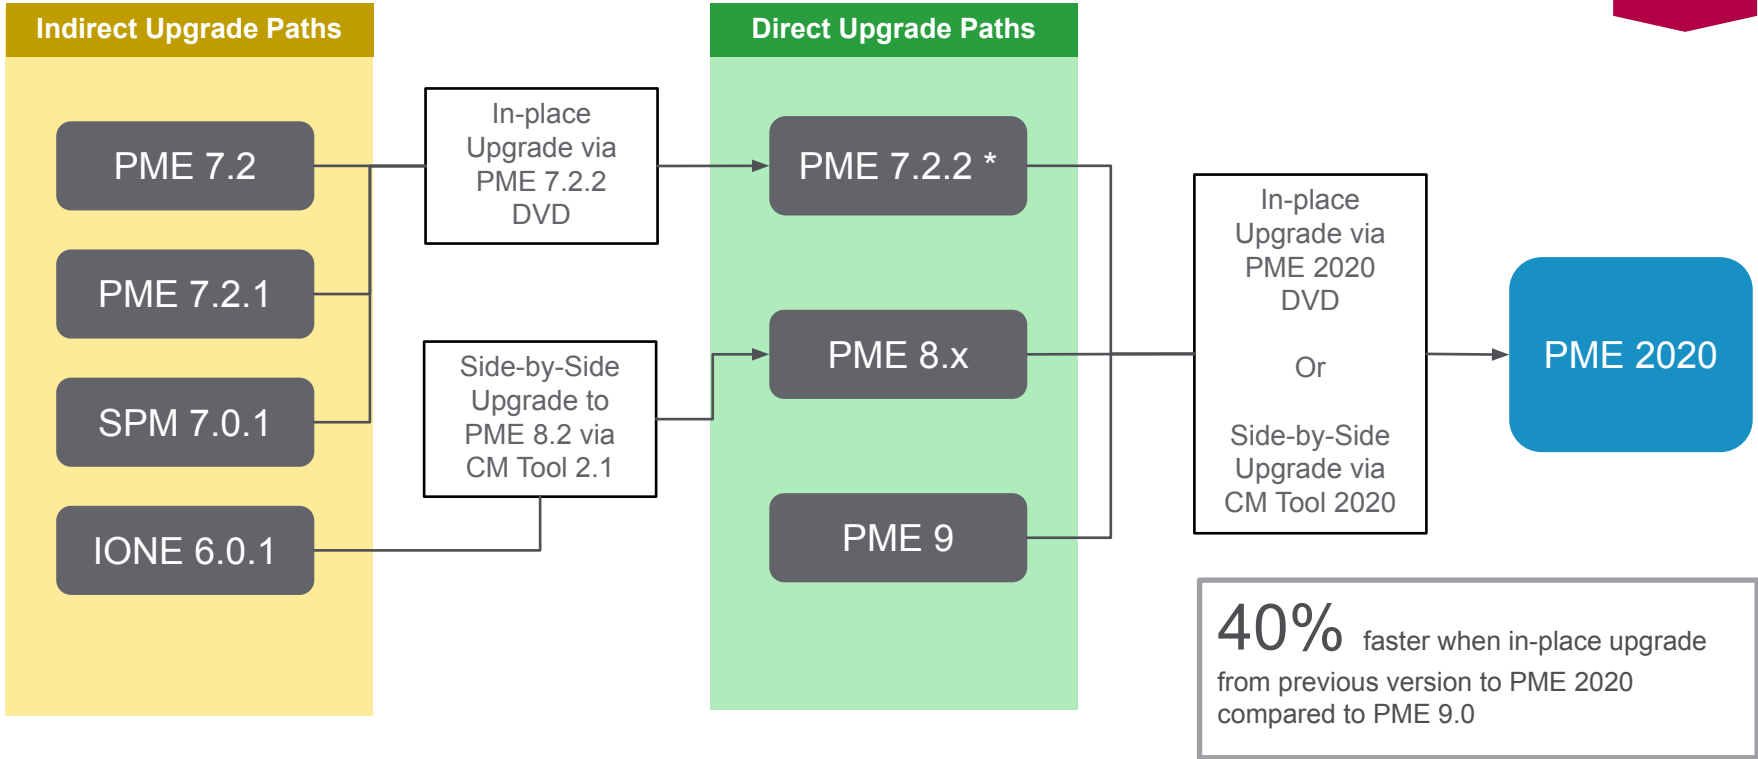 Indirect Upgrade Paths
PME 7.2
PME 7.2.1
SPM 7.0.1
IONE 6.0.1
In-place
Upgrade via
PME 7.2.2
DVD
Side-by-Side
Upgrade to
PME 8.2 via
CM Tool 2.1
Direct Upgrade Paths
PME 7.2.2 *
PME 8.x
PME 9
In-place
Upgrade via
PME 2020
DVD
Or
Side-by-Side
Upgrade via
CM Tool 2020
PME 2020
40% faster when in-place upgrade
from previous version to PME 2020
compared to PME 9.0